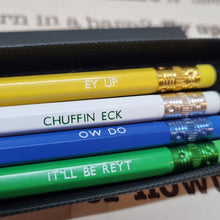 EY UP
CHUFFIN ECK
OW DO
IT'LL BE REYT